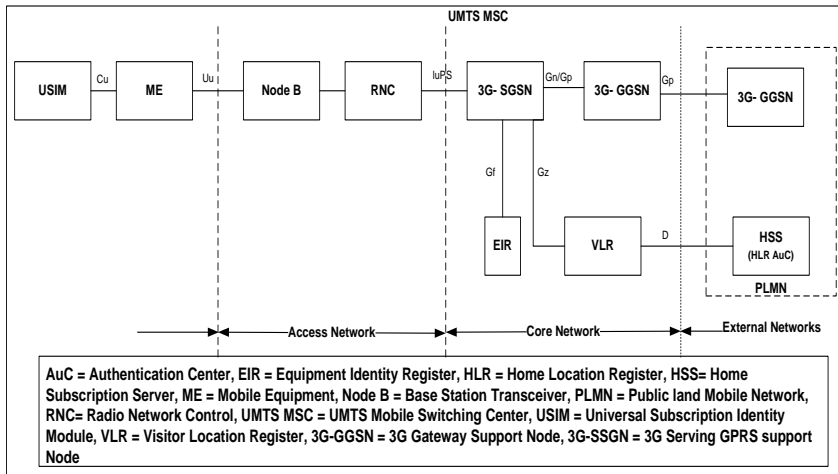 UMTS MSC
USIM
Cu
ME
Uu
Node B
RNC
IuPS
3G- SGSN
Gn/Gp
3G- GGSN
Gp
3G- GGSN
Gf
Gz
EIR
VLR
D
HSS
(HLR AuC)
PLMN
Access Network
Core Network
External Networks
AuC = Authentication Center, EIR = Equipment Identity Register, HLR = Home Location Register, HSS= Home
Subscription Server, ME = Mobile Equipment, Node B = Base Station Transceiver, PLMN = Public land Mobile Network,
RNC= Radio Network Control, UMTS MSC = UMTS Mobile Switching Center, USIM = Universal Subscription Identity
Module, VLR = Visitor Location Register, 3G-GGSN = 3G Gateway Support Node, 3G-SSGN = 3G Serving GPRS support
Node